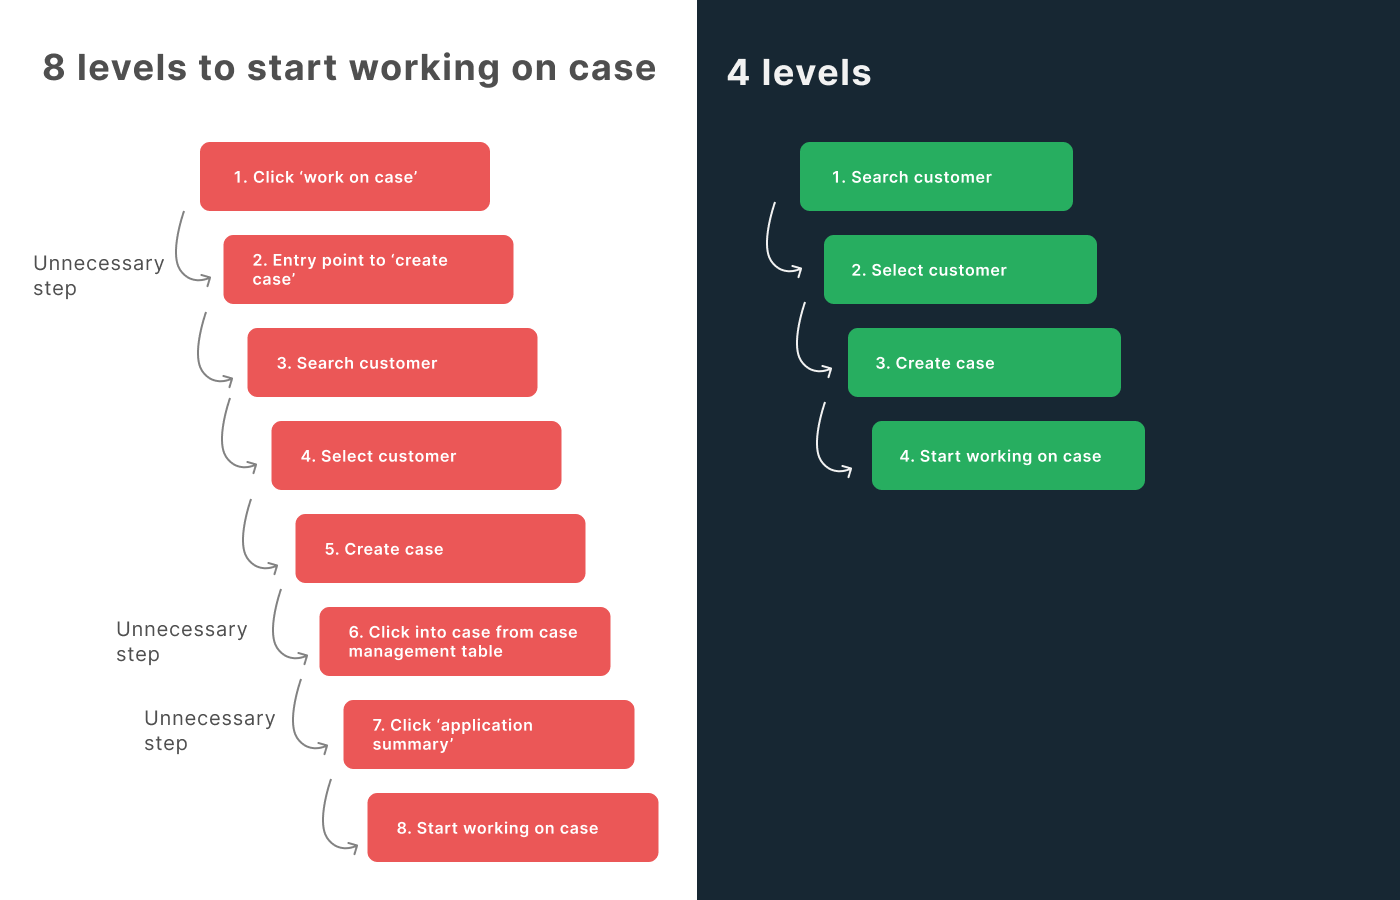 8 levels to start working on case
1. Click ‘work on case’
Unnecessary
step
2. Entry point to ‘create
case’
3. Search customer
4. Select customer
5. Create case
Unnecessary
step
6. Click into case from case
management table
Unnecessary
step
7. Click ‘application
summary’
8. Start working on case
4 levels
1. Search customer
2. Select customer
3. Create case
4. Start working on case